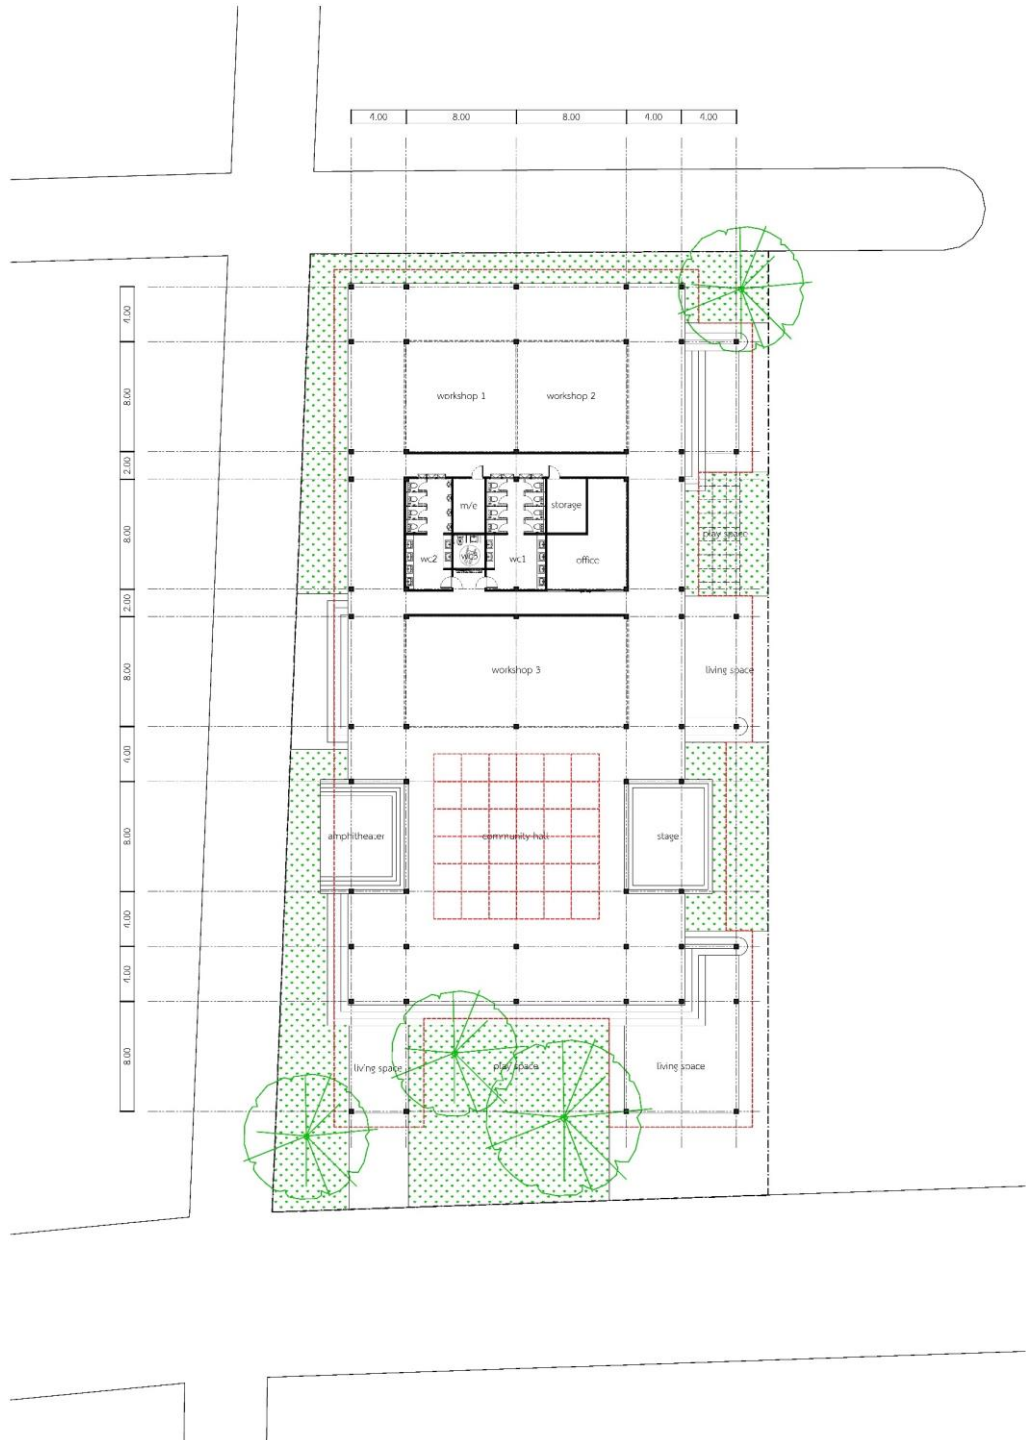 4.00 8.00 8.00 4.00 4.00
4.00
8.00
workshop 1 workshop 2
2.00
m/e storage
8.00
play space
wc2 wc3 wc1 office
2.00
8.00
workshop 3 living space
4.00
8.00
amphitheater community hall stage
4.00
4.00
8.00
living space play space living space